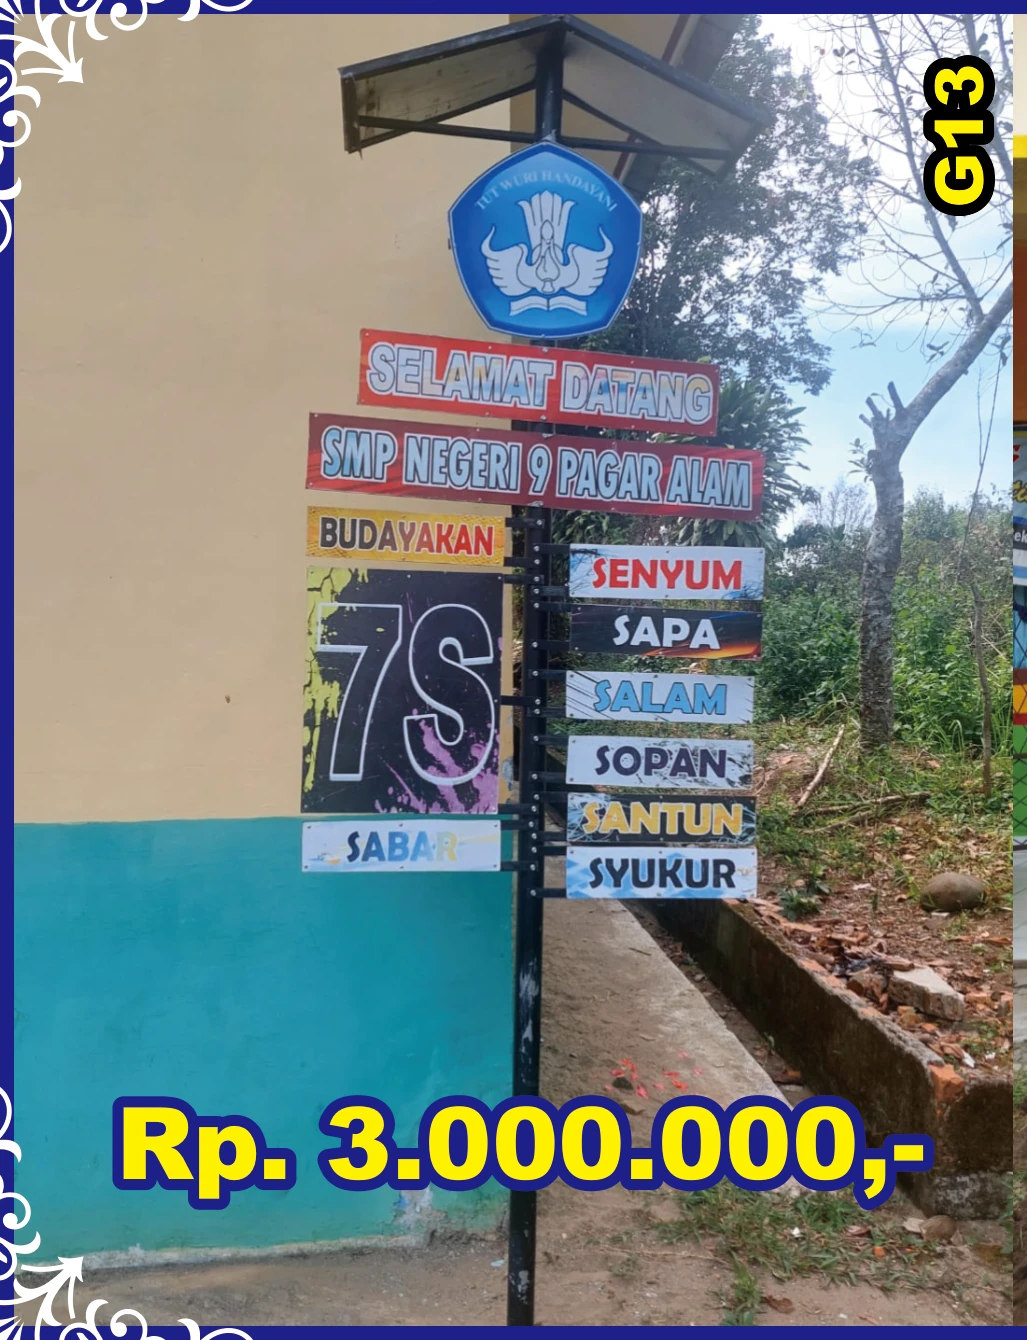 G13
TUT WURI HANDAYANI
SELAMAT DATANG
SMP NEGERI 9 PAGAR ALAM
BUDAYAKAN
7S
SENYUM
SAPA
SALAM
SOPAN
SANTUN
SABAR
SYUKUR
Rp. 3.000.000,-